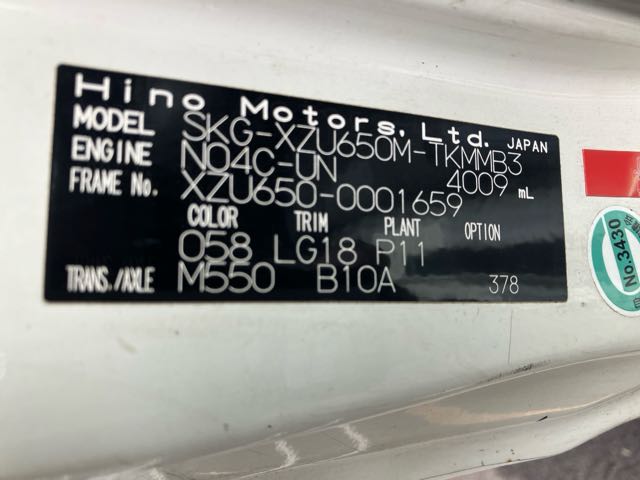 Hino Motors, Ltd. JAPAN
MODEL SKG-XZU650M-TKMMB3
ENGINE N04C-UN 4009 mL
FRAME No. XZU650-0001659
COLOR TRIM PLANT OPTION
058 LG18 P11
TRANS./AXLE M550 B10A 378
No.3430